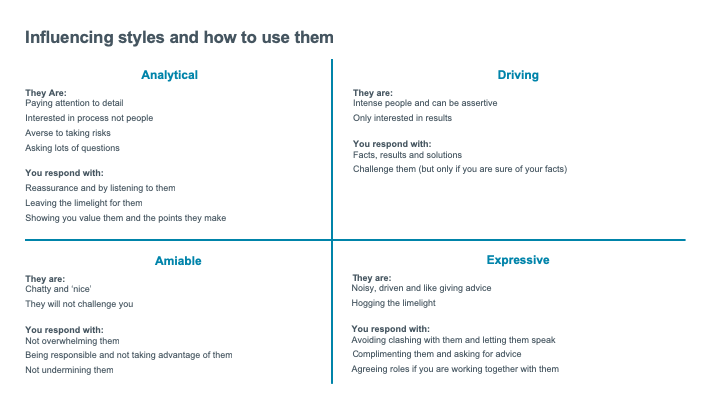 Influencing styles and how to use them
Analytical
They Are:
Paying attention to detail
Interested in process not people
Averse to taking risks
Asking lots of questions
You respond with:
Reassurance and by listening to them
Leaving the limelight for them
Showing you value them and the points they make
Driving
They are:
Intense people and can be assertive
Only interested in results
You respond with:
Facts, results and solutions
Challenge them (but only if you are sure of your facts)
Amiable
They are:
Chatty and 'nice'
They will not challenge you
You respond with:
Not overwhelming them
Being responsible and not taking advantage of them
Not undermining them
Expressive
They are:
Noisy, driven and like giving advice
Hogging the limelight
You respond with:
Avoiding clashing with them and letting them speak
Complimenting them and asking for advice
Agreeing roles if you are working together with them